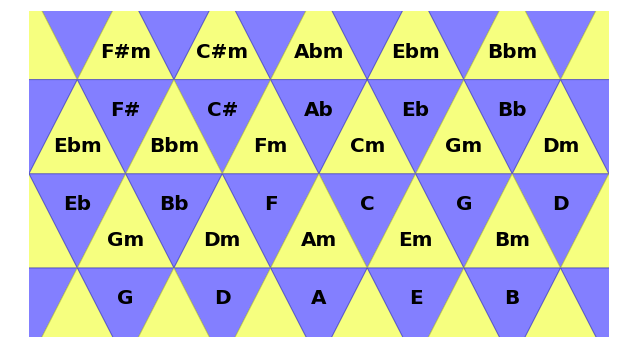 F#m C#m Abm Ebm Bbm
F# C# Ab Eb Bb
Ebm Bbm Fm Cm Gm Dm
Eb Bb F C G D
Gm Dm Am Em Bm
G D A E B